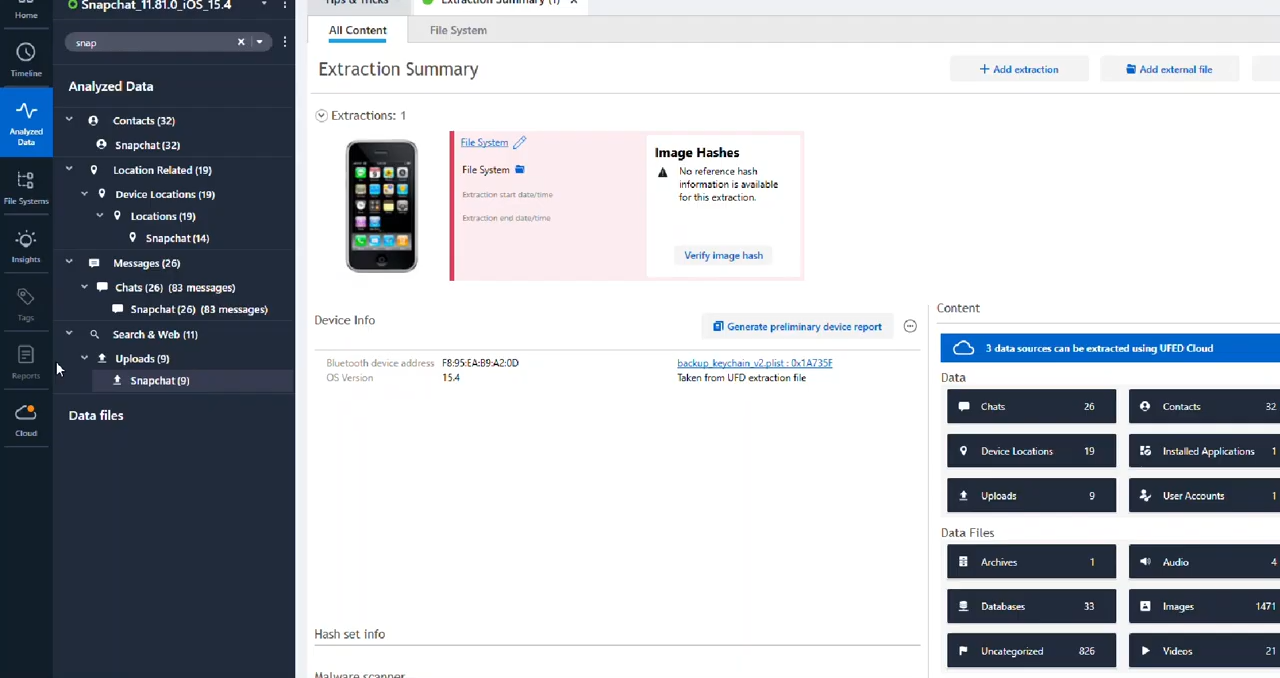 Home
Timeline
Analyzed
Data
File Systems
Insights
Tags
Reports
Cloud
Snapchat_11.81.0_iOS_15.4
snap
Analyzed Data
Contacts (32)
Snapchat (32)
Location Related (19)
Device Locations (19)
Locations (19)
Snapchat (14)
Messages (26)
Chats (26) (83 messages)
Snapchat (26) (83 messages)
Search & Web (11)
Uploads (9)
Snapchat (9)
Data files
Tips & Tricks
Extraction Summary (1)
All Content
File System
Extraction Summary
Add extraction
Add external file
Extractions: 1
File System
File System
Extraction start date/time
Extraction end date/time
Image Hashes
No reference hash
information is available
for this extraction.
Verify image hash
Device Info
Generate preliminary device report
Bluetooth device address F8:95:EA:B9:A2:0D backup_keychain_v2.plist : 0x1A735F
OS Version 15.4 Taken from UFD extraction file
Hash set info
Malware scanner
Content
3 data sources can be extracted using UFED Cloud
Data
Chats 26
Contacts 32
Device Locations 19
Installed Applications 1
Uploads 9
User Accounts 1
Data Files
Archives 1
Audio 4
Databases 33
Images 1471
Uncategorized 826
Videos 21